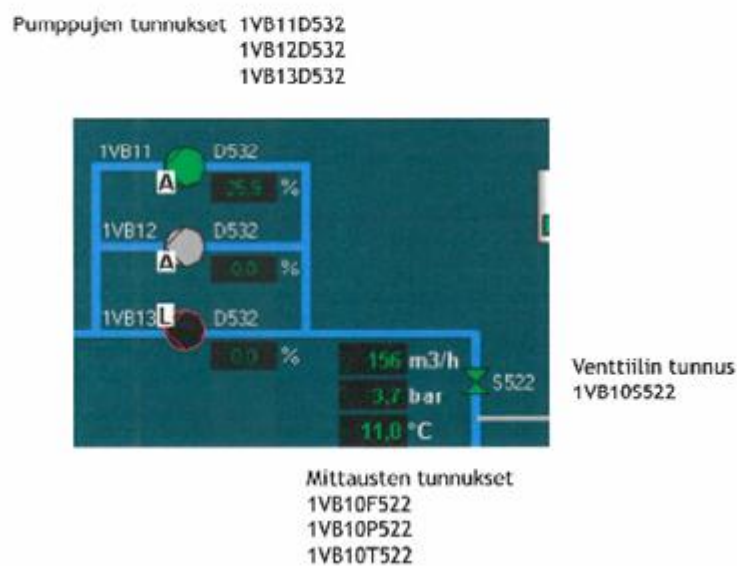 Pumppujen tunnukset 1VB11D532
1VB12D532
1VB13D532
1VB11 D532
A
25.9 %
1VB12 D532
A
0.0 %
1VB13 L D532
0.0 %
156 m3/h
3,7 bar
S522
11,0 °C
Venttiilin tunnus
1VB10S522
Mittausten tunnukset
1VB10F522
1VB10P522
1VB10T522